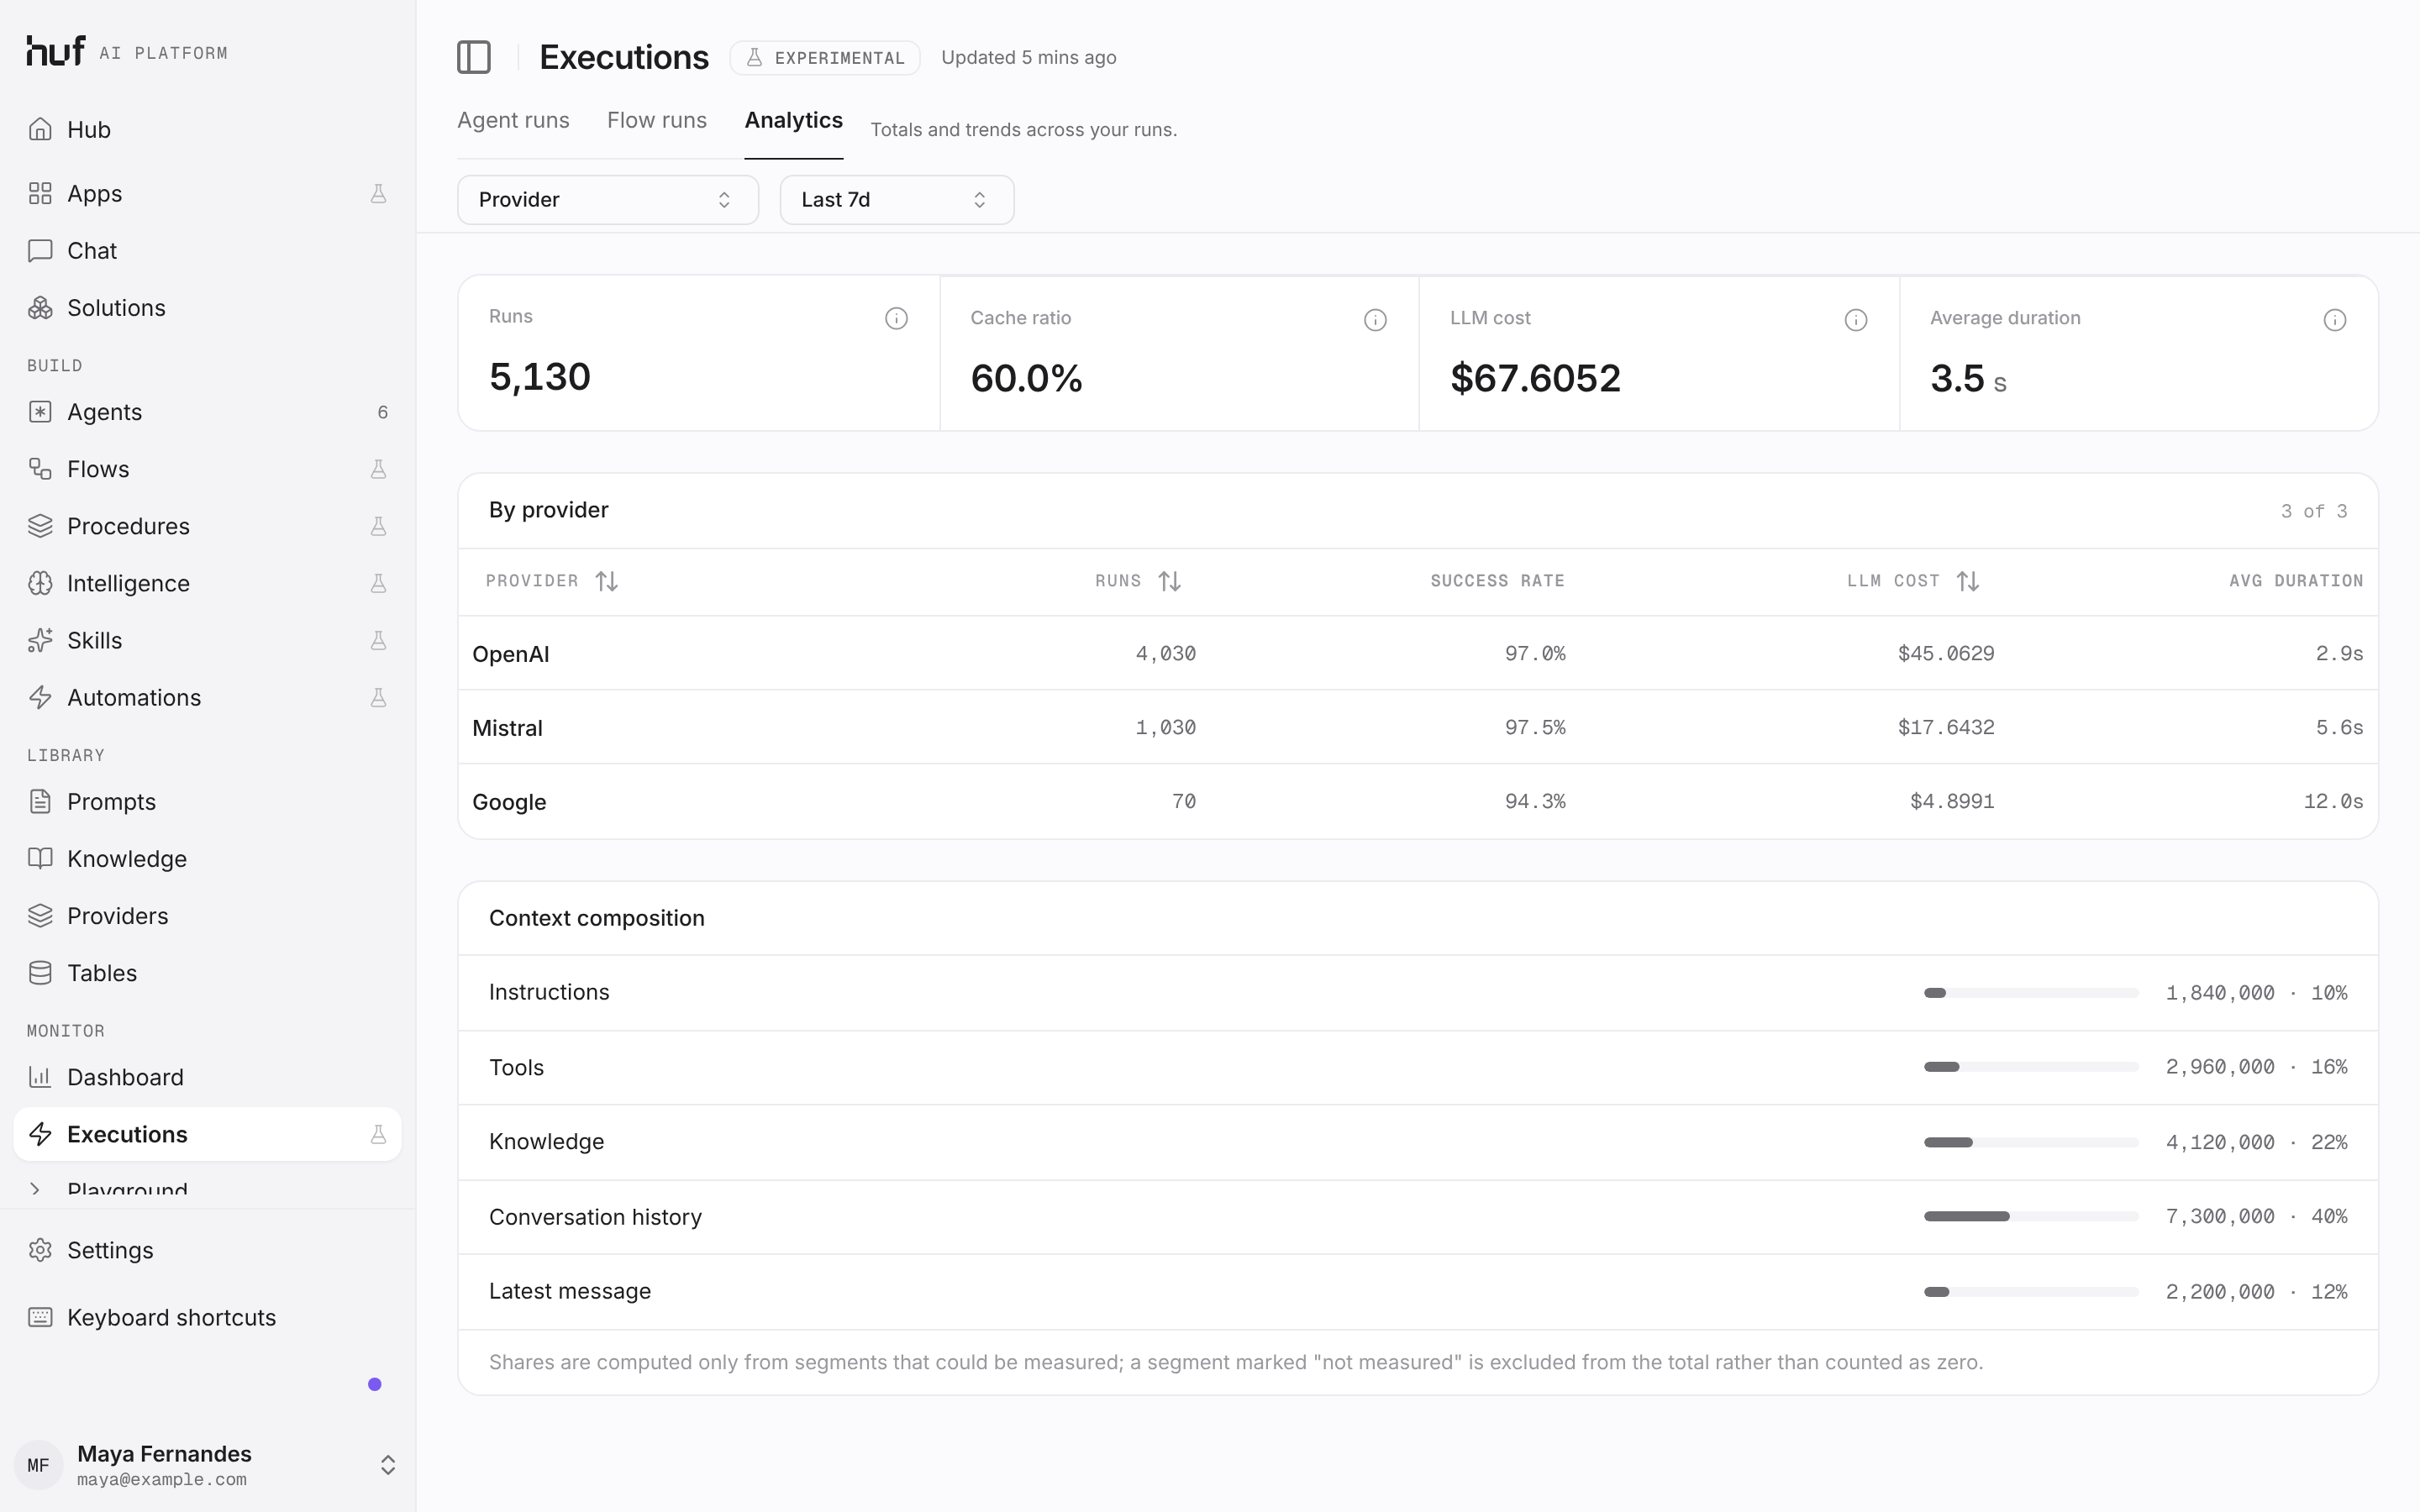 huf AI PLATFORM
Hub
Apps
Chat
Solutions
BUILD
Agents 6
Flows
Procedures
Intelligence
Skills
Automations
LIBRARY
Prompts
Knowledge
Providers
Tables
MONITOR
Dashboard
Executions
Playground
Settings
Keyboard shortcuts
MF
Maya Fernandes
maya@example.com
Executions EXPERIMENTAL Updated 5 mins ago
Agent runs Flow runs Analytics Totals and trends across your runs.
Provider Last 7d
Runs Cache ratio LLM cost Average duration
5,130 60.0% $67.6052 3.5 s
By provider 3 of 3
PROVIDER RUNS SUCCESS RATE LLM COST AVG DURATION
OpenAI 4,030 97.0% $45.0629 2.9s
Mistral 1,030 97.5% $17.6432 5.6s
Google 70 94.3% $4.8991 12.0s
Context composition
Instructions 1,840,000 · 10%
Tools 2,960,000 · 16%
Knowledge 4,120,000 · 22%
Conversation history 7,300,000 · 40%
Latest message 2,200,000 · 12%
Shares are computed only from segments that could be measured; a segment marked "not measured" is excluded from the total rather than counted as zero.